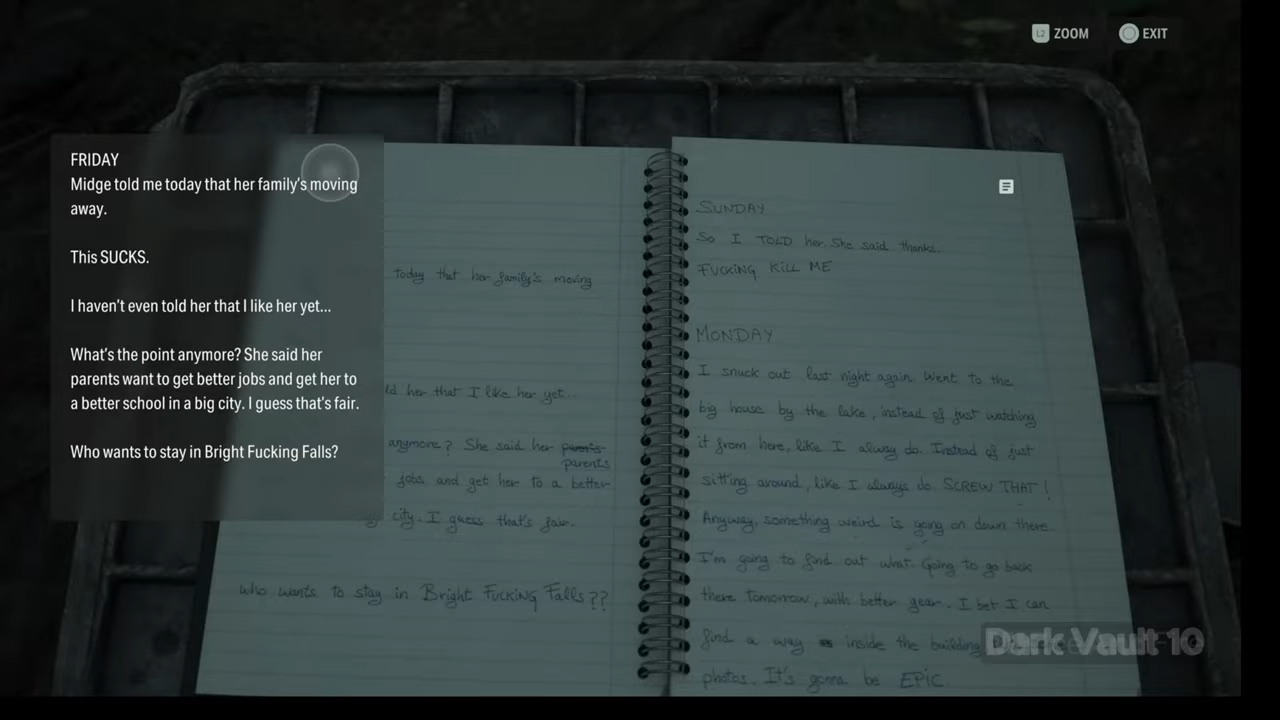 L2 ZOOM
EXIT
FRIDAY
Midge told me today that her family's moving
away.
This SUCKS.
I haven't even told her that I like her yet...
What's the point anymore? She said her
parents want to get better jobs and get her to
a better school in a big city. I guess that's fair.
Who wants to stay in Bright Fucking Falls?
today that her family's moving
her that I like her yet...
anymore? She said her parents
parents
jobs and get her to a better
city. I guess that's fair.
who wants to stay in Bright FUCKING Falls??
SUNDAY
So I TOLD her. She said thanks.
FUCKING KILL ME
MONDAY
I snuck out last night again. Went to the
big house by the lake, instead of just watching
it from here, like I alway do. Instead of just
sitting around, like I always do. SCREW THAT!
Anyway, something weird is going on down there
I'm going to find out what. Going to go back
there tomorrow, with better gear. I bet I can
find a way inside the building
photos. It's gonna be EPIC
Dark Vault 10